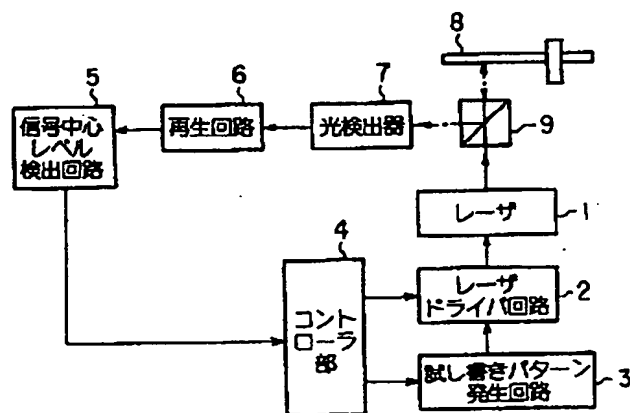 8
5
6
7
信号中心
レベル
検出回路
再生回路
光検出器
9
レーザ
1
4
コント
ローラ
部
レーザ
ドライバ回路
2
試し書きパターン
発生回路
3